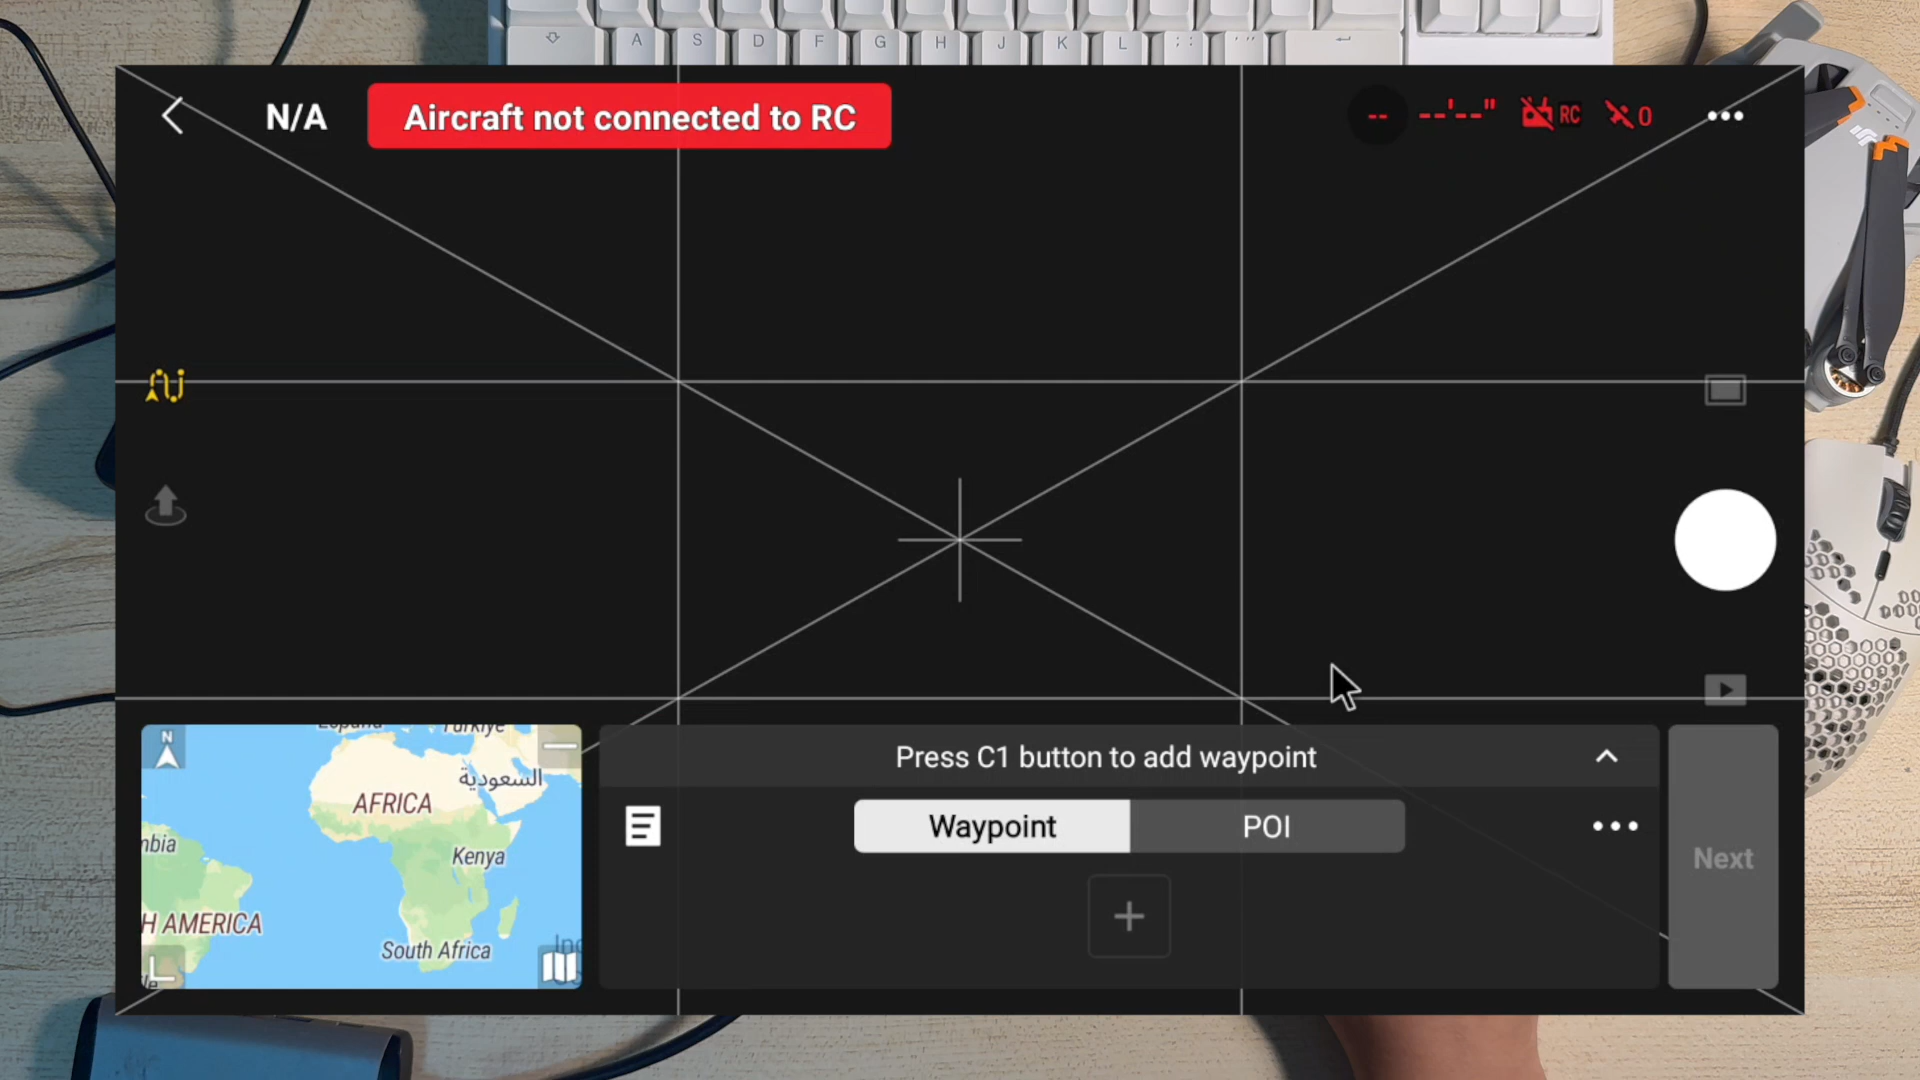 A S D F G H J K L ; : ' "
N/A
Aircraft not connected to RC
--
--'--"
RC
0
N
AFRICA
السعودية
Kenya
South Africa
H AMERICA
Press C1 button to add waypoint
Waypoint
POI
Next